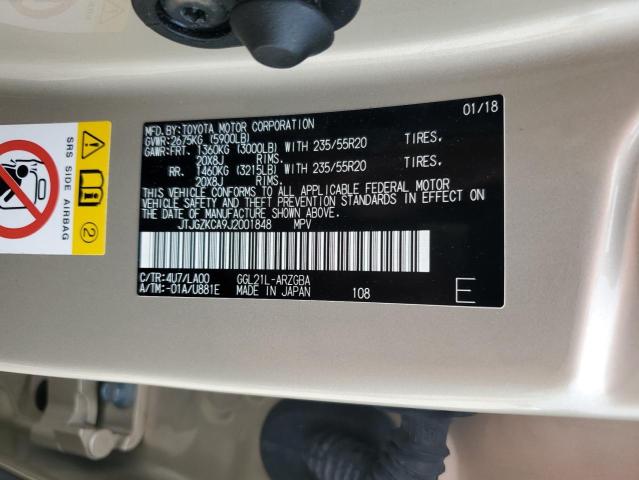 01/18
MFD.BY:TOYOTA MOTOR CORPORATION
GVWR:2675KG (5900LB)
GAWR:FRT. 1360KG (3000LB) WITH 235/55R20 TIRES,
20X8J RIMS.
RR. 1460KG (3215LB) WITH 235/55R20 TIRES,
20X8J RIMS.
THIS VEHICLE CONFORMS TO ALL APPLICABLE FEDERAL MOTOR
VEHICLE SAFETY AND THEFT PREVENTION STANDARDS IN EFFECT
ON THE DATE OF MANUFACTURE SHOWN ABOVE.
JTJGZKCA9J2001848 MPV
C/TR:4U7/LA00 GGL21L-ARZGBA
A/TM:-01A/U881E MADE IN JAPAN 108 E
SRS SIDE AIRBAG
2